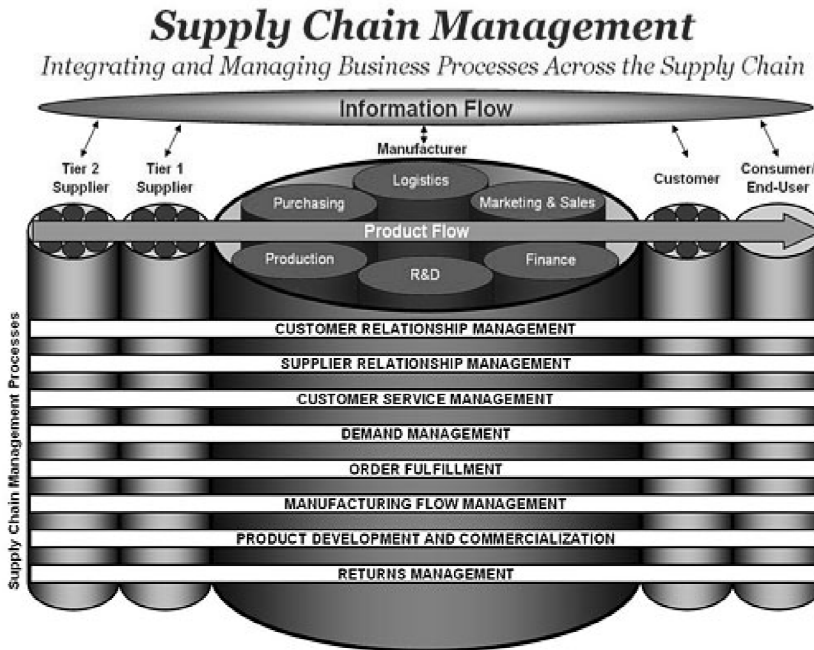 Supply Chain Management
Integrating and Managing Business Processes Across the Supply Chain
Information Flow
Tier 2
Supplier
Tier 1
Supplier
Manufacturer
Customer
Consumer/
End-User
Logistics
Purchasing
Marketing & Sales
Product Flow
Production
R&D
Finance
Supply Chain Management Processes
CUSTOMER RELATIONSHIP MANAGEMENT
SUPPLIER RELATIONSHIP MANAGEMENT
CUSTOMER SERVICE MANAGEMENT
DEMAND MANAGEMENT
ORDER FULFILLMENT
MANUFACTURING FLOW MANAGEMENT
PRODUCT DEVELOPMENT AND COMMERCIALIZATION
RETURNS MANAGEMENT